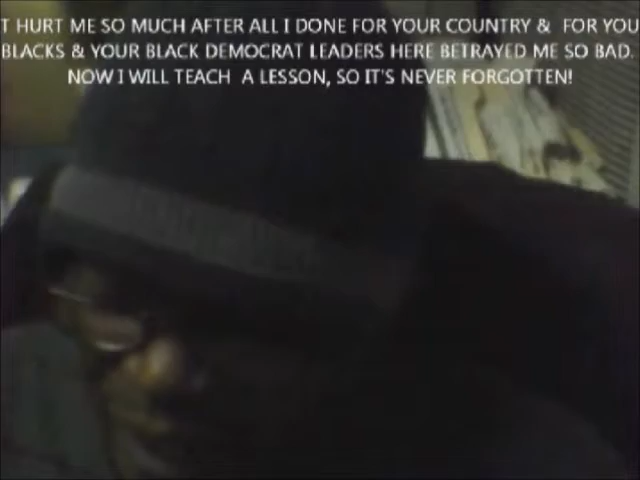 T HURT ME SO MUCH AFTER ALL I DONE FOR YOUR COUNTRY & FOR YOU
BLACKS & YOUR BLACK DEMOCRAT LEADERS HERE BETRAYED ME SO BAD.
NOW I WILL TEACH A LESSON, SO IT'S NEVER FORGOTTEN!